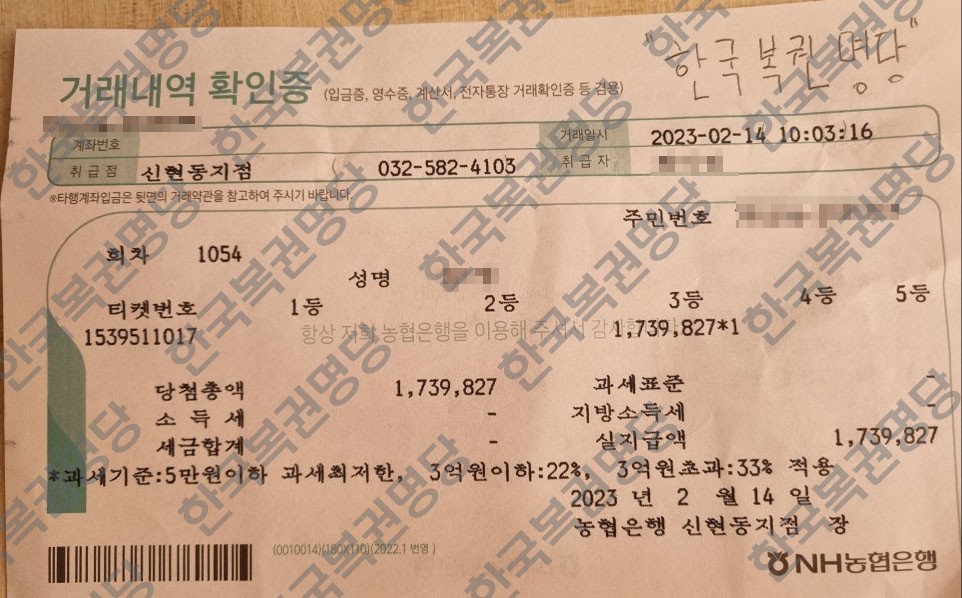 "한국복권명당"
거래내역 확인증 (입금증, 영수증, 계산서, 전자통장 거래확인증 등 겸용)
계좌번호 거래일시 2023-02-14 10:03:16
취급점 신현동지점 ( 032-582-4103 취급자
※타행계좌입금은 뒷면의 거래약관을 참고하여 주시기 바랍니다.
주민번호
회차 1054
성명
티켓번호 1등 2등 3등 4등 5등
1539511017 1,739,827*1
항상 저희 농협은행을 이용해 주셔서 감사
당첨총액 1,739,827 과세표준 -
소득세 - 지방소득세 -
세금합계 - 실지급액 1,739,827
*과세기준:5만원이하 과세최저한, 3억원이하:22%, 3억원초과:33% 적용
2023 년 2 월 14 일
농협은행 신현동지점 장
(0010014)(180X110)(2022.1 번영)
NH농협은행
한국복권명당